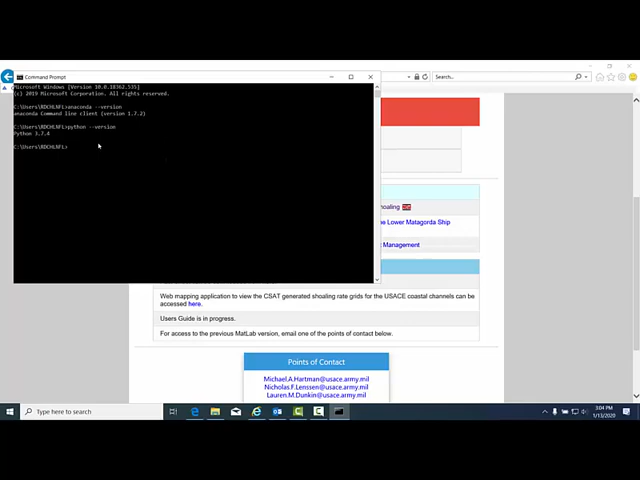 Command Prompt
Microsoft Windows [Version 10.0.18362.535]
(c) 2019 Microsoft Corporation. All rights reserved.
C:\Users\RDCHLNFL>anaconda --version
anaconda Command line client (version 1.7.2)
C:\Users\RDCHLNFL>python --version
Python 3.7.4
C:\Users\RDCHLNFL>
Search...
hoaling
e Lower Matagorda Ship
t Management
Web mapping application to view the CSAT generated shoaling rate grids for the USACE coastal channels can be
accessed here.
Users Guide is in progress.
For access to the previous MatLab version, email one of the points of contact below.
Points of Contact
Michael.A.Hartman@usace.army.mil
Nicholas.F.Lenssen@usace.army.mil
Lauren.M.Dunkin@usace.army.mil
Type here to search
3:04 PM
1/13/2020